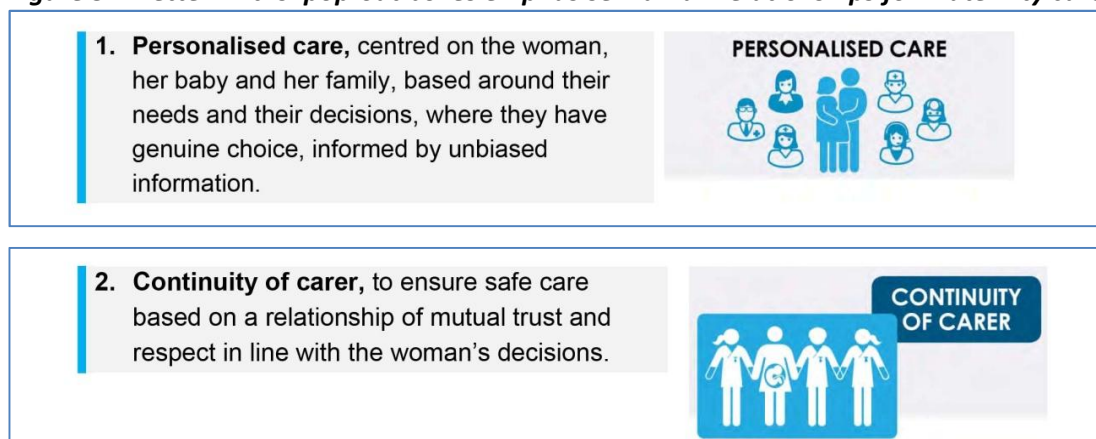 1. Personalised care, centred on the woman,
her baby and her family, based around their
needs and their decisions, where they have
genuine choice, informed by unbiased
information.
PERSONALISED CARE
2. Continuity of carer, to ensure safe care
based on a relationship of mutual trust and
respect in line with the woman's decisions.
CONTINUITY
OF CARER